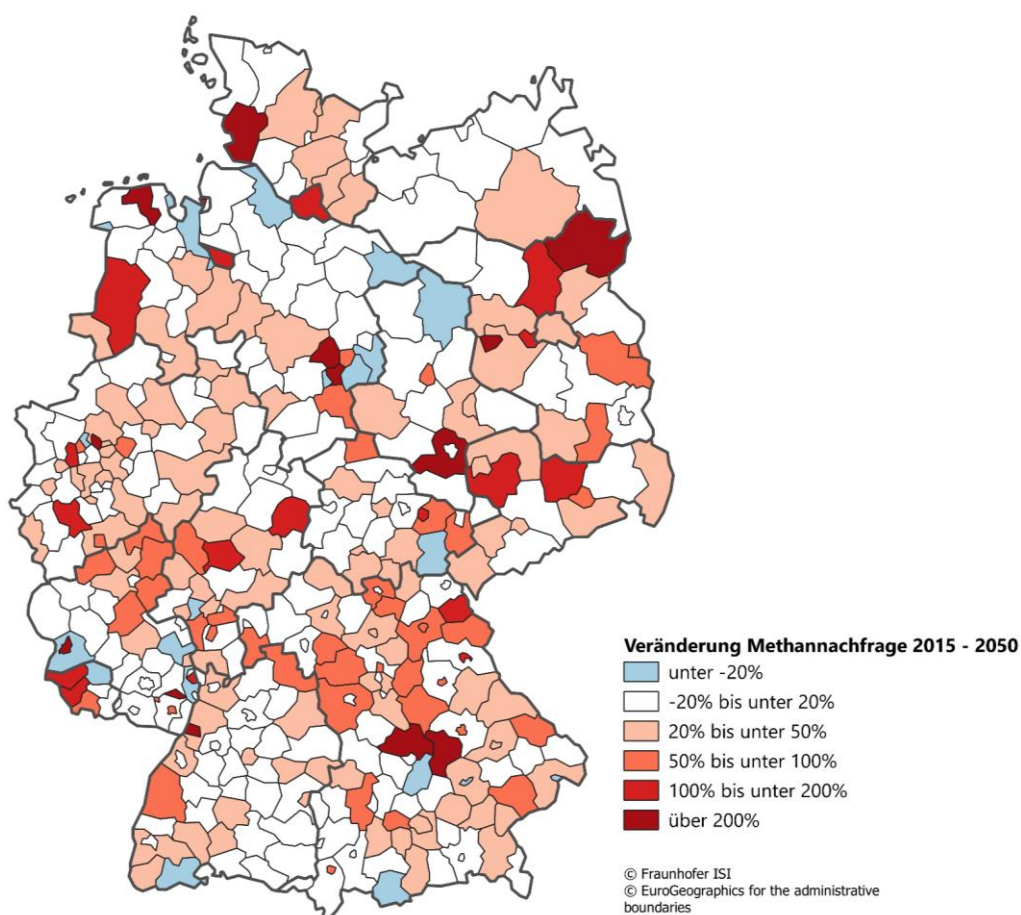 Veränderung Methannachfrage 2015 - 2050
unter -20%
-20% bis unter 20%
20% bis unter 50%
50% bis unter 100%
100% bis unter 200%
über 200%
© Fraunhofer ISI
© EuroGeographics for the administrative
boundaries